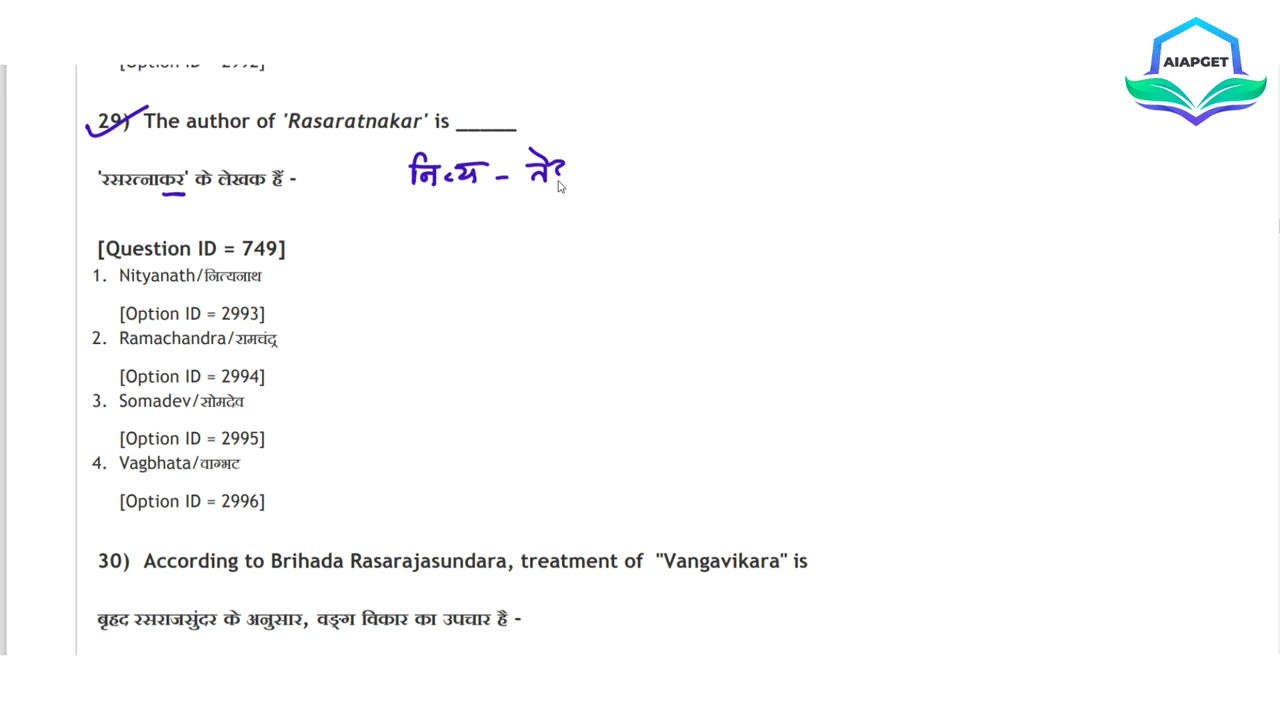 AIAPGET
29) The author of 'Rasaratnakar' is _____
'रसरत्नाकर' के लेखक हैं -
[Question ID = 749]
1. Nityanath/नित्यनाथ
[Option ID = 2993]
2. Ramachandra/रामचंद्र
[Option ID = 2994]
3. Somadev/सोमदेव
[Option ID = 2995]
4. Vagbhata/वाग्भट
[Option ID = 2996]
30) According to Brihada Rasarajasundara, treatment of "Vangavikara" is
बृहद रसराजसुंदर के अनुसार, वङ्ग विकार का उपचार है -